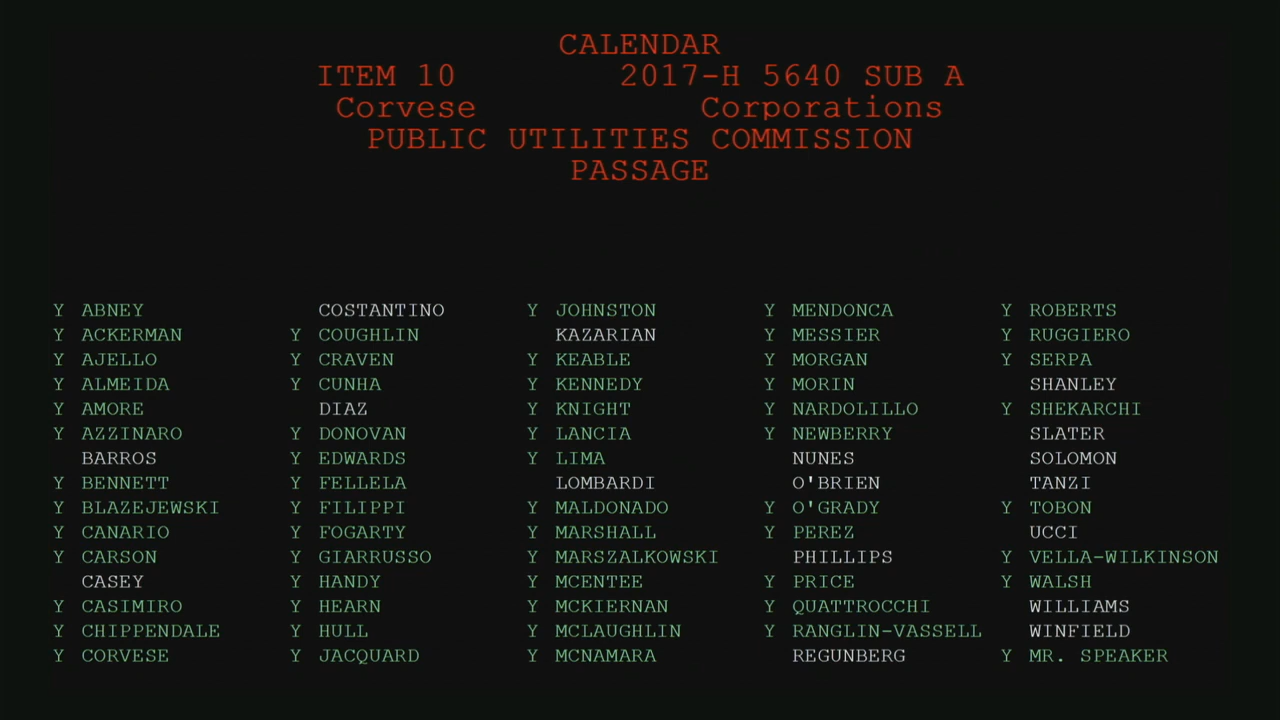 CALENDAR
ITEM 10 2017-H 5640 SUB A
Corvese Corporations
PUBLIC UTILITIES COMMISSION
PASSAGE
Y ABNEY COSTANTINO Y JOHNSTON Y MENDONCA Y ROBERTS
Y ACKERMAN Y COUGHLIN KAZARIAN Y MESSIER Y RUGGIERO
Y AJELLO Y CRAVEN Y KEABLE Y MORGAN Y SERPA
Y ALMEIDA Y CUNHA Y KENNEDY Y MORIN SHANLEY
Y AMORE DIAZ Y KNIGHT Y NARDOLILLO Y SHEKARCHI
Y AZZINARO Y DONOVAN Y LANCIA Y NEWBERRY SLATER
BARROS Y EDWARDS Y LIMA NUNES SOLOMON
Y BENNETT Y FELLELA LOMBARDI O'BRIEN TANZI
Y BLAZEJEWSKI Y FILIPPI Y MALDONADO Y O'GRADY Y TOBON
Y CANARIO Y FOGARTY Y MARSHALL Y PEREZ UCCI
Y CARSON Y GIARRUSSO Y MARSZALKOWSKI PHILLIPS Y VELLA-WILKINSON
CASEY Y HANDY Y MCENTEE Y PRICE Y WALSH
Y CASIMIRO Y HEARN Y MCKIERNAN Y QUATTROCCHI WILLIAMS
Y CHIPPENDALE Y HULL Y MCLAUGHLIN Y RANGLIN-VASSELL WINFIELD
Y CORVESE Y JACQUARD Y MCNAMARA REGUNBERG Y MR. SPEAKER